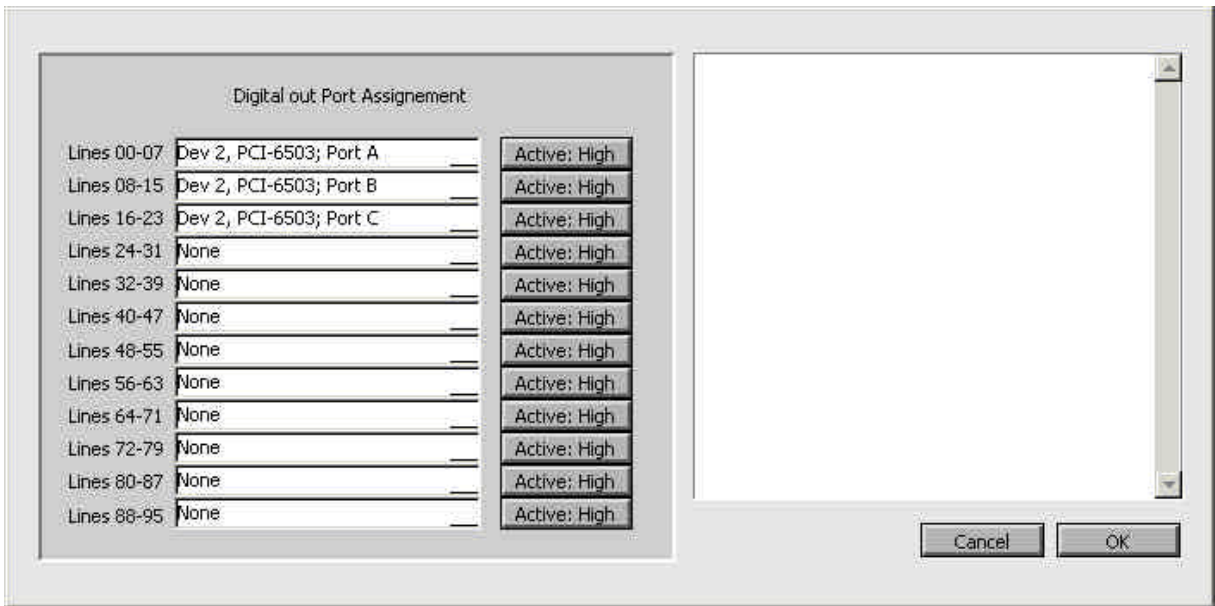 Digital out Port Assignement
Lines 00-07 Dev 2, PCI-6503; Port A Active: High
Lines 08-15 Dev 2, PCI-6503; Port B Active: High
Lines 16-23 Dev 2, PCI-6503; Port C Active: High
Lines 24-31 None Active: High
Lines 32-39 None Active: High
Lines 40-47 None Active: High
Lines 48-55 None Active: High
Lines 56-63 None Active: High
Lines 64-71 None Active: High
Lines 72-79 None Active: High
Lines 80-87 None Active: High
Lines 88-95 None Active: High
Cancel OK